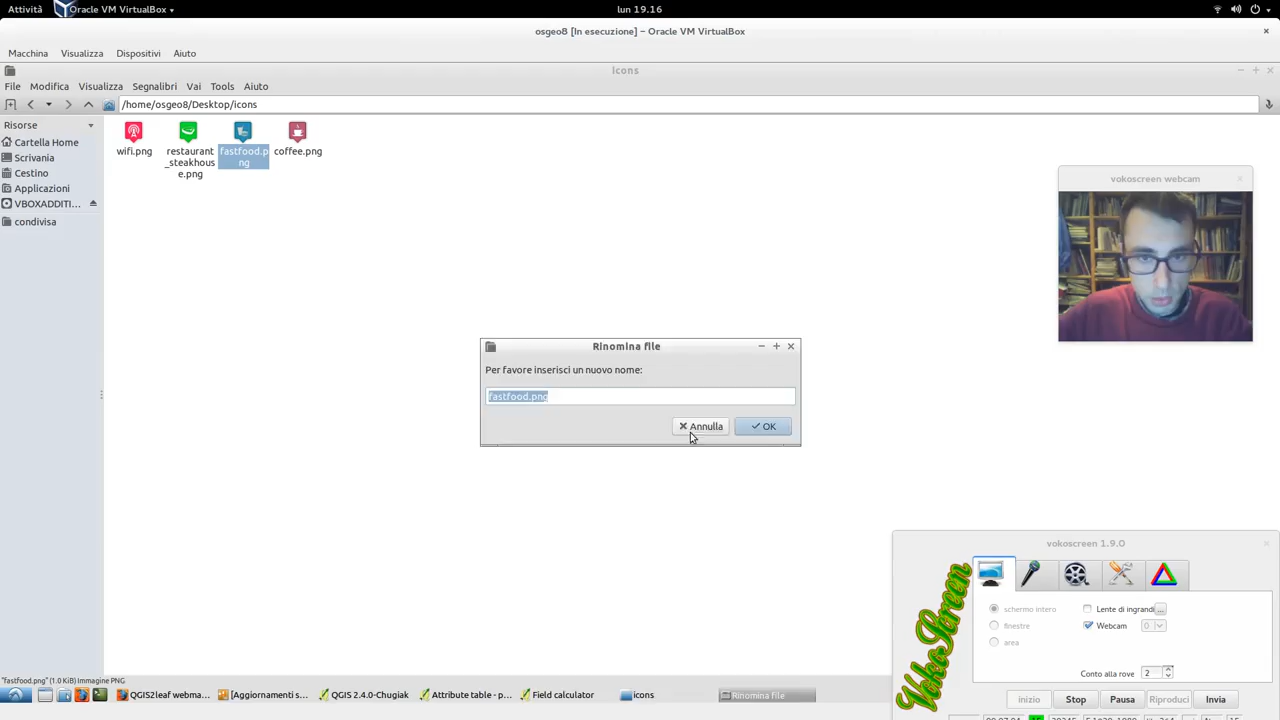 Attività
Oracle VM VirtualBox
lun 19.16
osgeo8 [In esecuzione] – Oracle VM VirtualBox
Macchina Visualizza Dispositivi Aiuto
icons
File Modifica Visualizza Segnalibri Vai Tools Aiuto
/home/osgeo8/Desktop/icons
Risorse
Cartella Home
Scrivania
Cestino
Applicazioni
VBOXADDITI...
condivisa
wifi.png
restaurant
_steakhous
e.png
fastfood.p
ng
coffee.png
vokoscreen webcam
Rinomina file
Per favore inserisci un nuovo nome:
fastfood.png
Annulla OK
vokoscreen 1.9.0
VokoScreen
schermo intero
finestre
area
Lente di ingrandi ...
Webcam 0
Conto alla rove 2
inizio Stop Pausa Riproduci Invia
"fastfood.png" (1.0 KiB) Immagine PNG
QGIS2leaf webma...
[Aggiornamenti s...
QGIS 2.4.0-Chugiak
Attribute table - p...
Field calculator
icons
Rinomina file